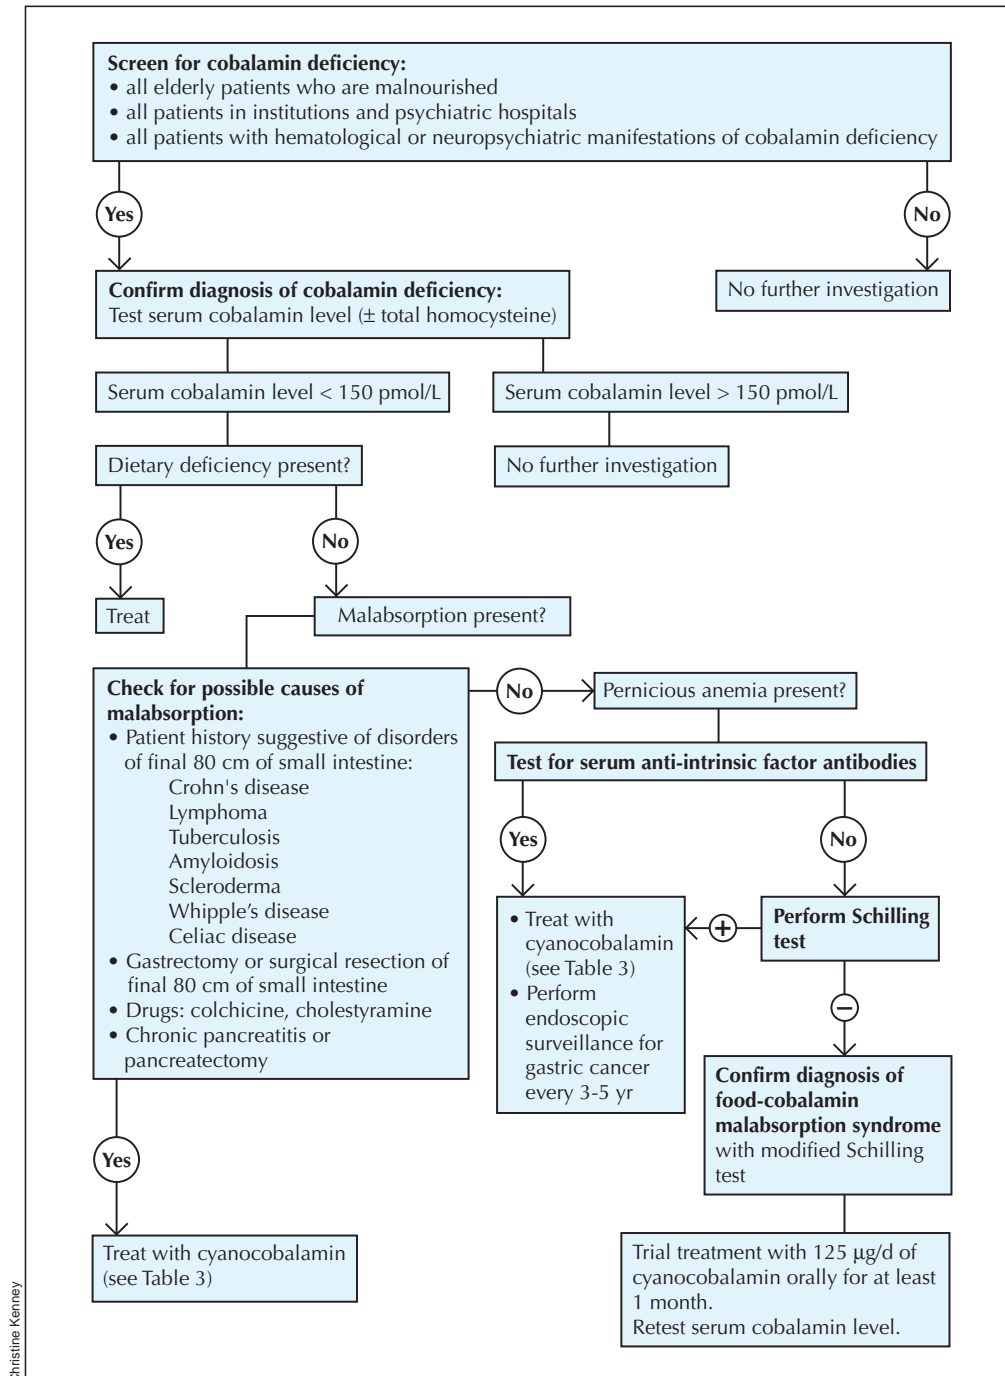 Screen for cobalamin deficiency:
• all elderly patients who are malnourished
• all patients in institutions and psychiatric hospitals
• all patients with hematological or neuropsychiatric manifestations of cobalamin deficiency
Yes
No
Confirm diagnosis of cobalamin deficiency:
Test serum cobalamin level (± total homocysteine)
No further investigation
Serum cobalamin level < 150 pmol/L
Serum cobalamin level > 150 pmol/L
Dietary deficiency present?
No further investigation
Yes
No
Treat
Malabsorption present?
Check for possible causes of
malabsorption:
• Patient history suggestive of disorders
of final 80 cm of small intestine:
Crohn's disease
Lymphoma
Tuberculosis
Amyloidosis
Scleroderma
Whipple’s disease
Celiac disease
• Gastrectomy or surgical resection of
final 80 cm of small intestine
• Drugs: colchicine, cholestyramine
• Chronic pancreatitis or
pancreatectomy
No
Pernicious anemia present?
Test for serum anti-intrinsic factor antibodies
Yes
No
• Treat with
cyanocobalamin
(see Table 3)
• Perform
endoscopic
surveillance for
gastric cancer
every 3-5 yr
+
Perform Schilling
test
−
Confirm diagnosis of
food-cobalamin
malabsorption syndrome
with modified Schilling
test
Yes
Treat with cyanocobalamin
(see Table 3)
Trial treatment with 125 µg/d of
cyanocobalamin orally for at least
1 month.
Retest serum cobalamin level.
Christine Kenney